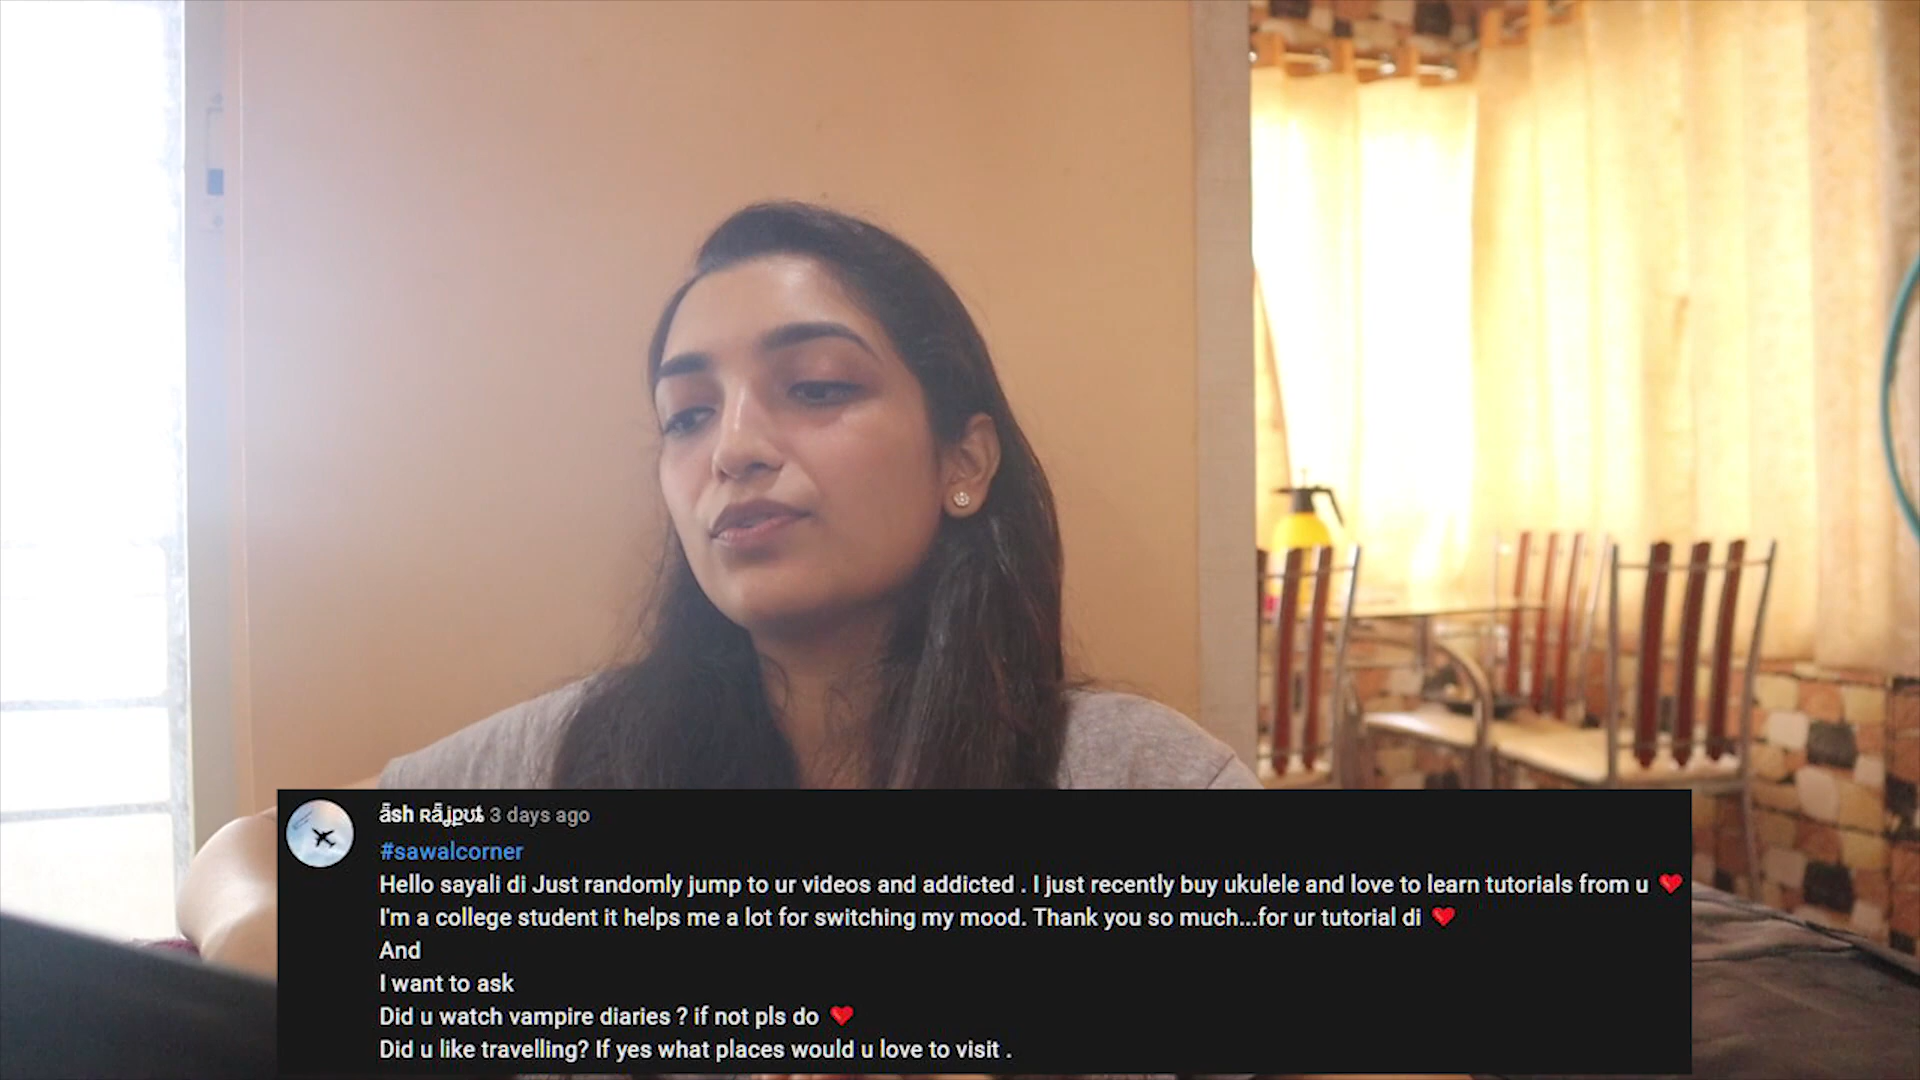 ǟsh ʀǟʝքʊȶ 3 days ago
#sawalcorner
Hello sayali di Just randomly jump to ur videos and addicted . I just recently buy ukulele and love to learn tutorials from u ❤
I'm a college student it helps me a lot for switching my mood. Thank you so much...for ur tutorial di ❤
And
I want to ask
Did u watch vampire diaries ? if not pls do ❤
Did u like travelling? If yes what places would u love to visit .